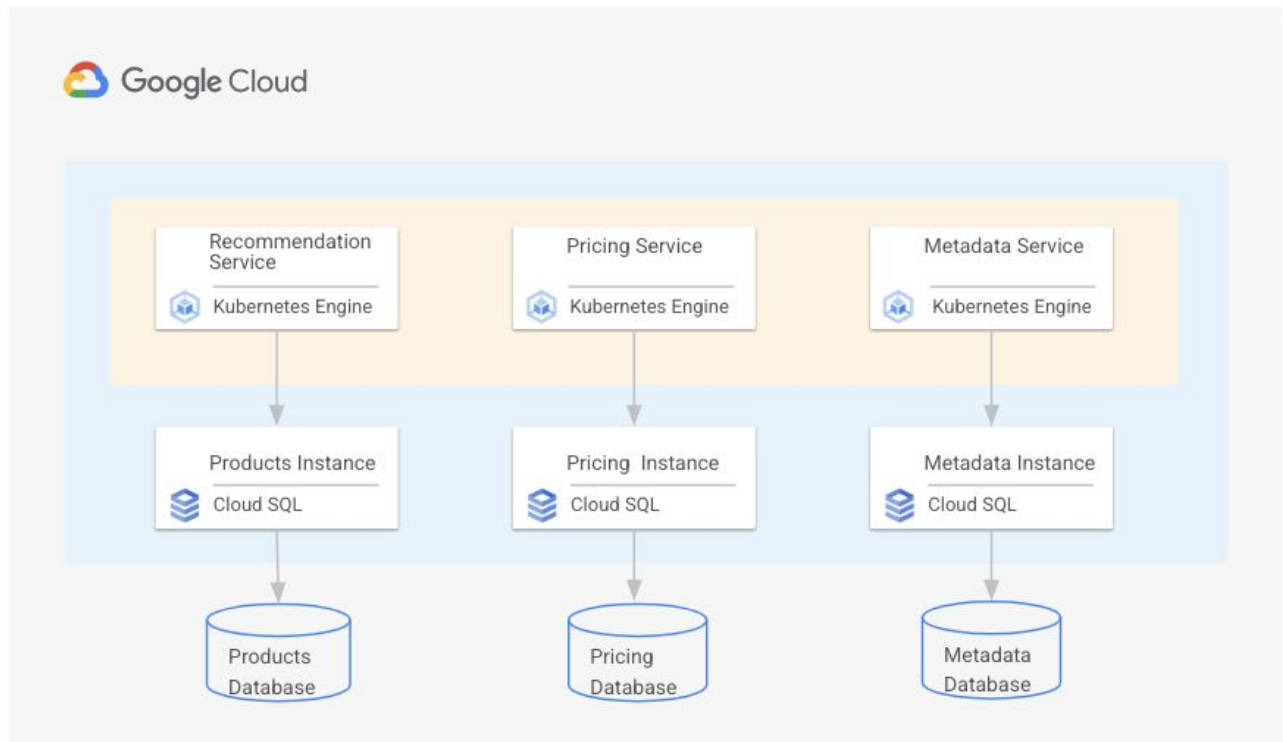 Google Cloud
Recommendation
Service
Kubernetes Engine
Pricing Service
Kubernetes Engine
Metadata Service
Kubernetes Engine
Products Instance
Cloud SQL
Pricing Instance
Cloud SQL
Metadata Instance
Cloud SQL
Products
Database
Pricing
Database
Metadata
Database